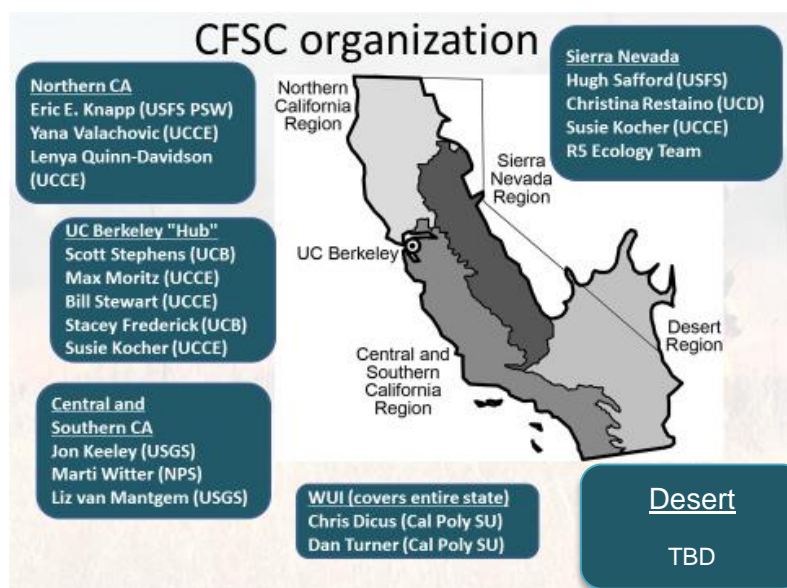 CFSC organization
Northern CA
Eric E. Knapp (USFS PSW)
Yana Valachovic (UCCE)
Lenya Quinn-Davidson
(UCCE)
Sierra Nevada
Hugh Safford (USFS)
Christina Restaino (UCD)
Susie Kocher (UCCE)
R5 Ecology Team
Northern
California
Region
Sierra
Nevada
Region
UC Berkeley
Central and
Southern
California
Region
Desert
Region
UC Berkeley "Hub"
Scott Stephens (UCB)
Max Moritz (UCCE)
Bill Stewart (UCCE)
Stacey Frederick (UCB)
Susie Kocher (UCCE)
Central and
Southern CA
Jon Keeley (USGS)
Marti Witter (NPS)
Liz van Mantgem (USGS)
WUI (covers entire state)
Chris Dicus (Cal Poly SU)
Dan Turner (Cal Poly SU)
Desert
TBD